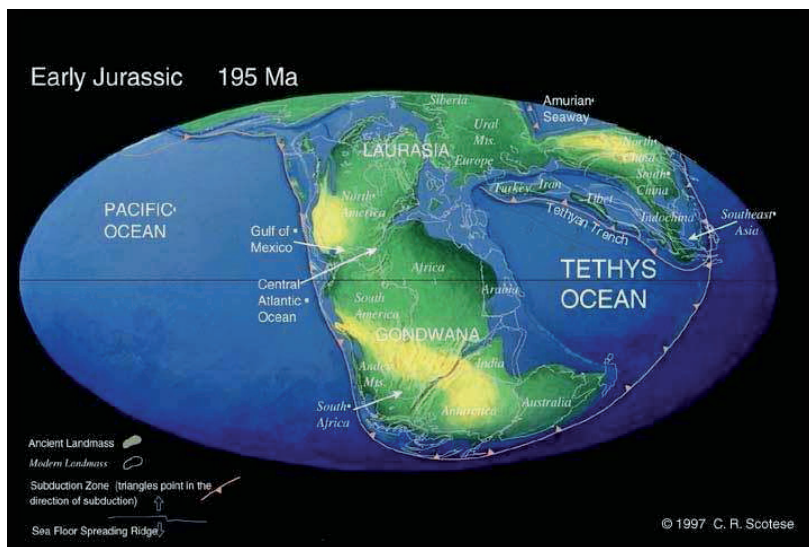 Early Jurassic 195 Ma
Siberia
Amurian
Seaway
Ural
Mts.
North
China
LAURASIA
Europe
South
China
Turkey
Iran
Tibet
Indochina
North
America
PACIFIC
OCEAN
Tethyan Trench
Southeast
Asia
Gulf of
Mexico
TETHYS
OCEAN
Africa
Central
Atlantic
Ocean
Arabia
South
America
GONDWANA
India
Andey
Mts.
South
Africa
Antarctica
Australia
Ancient Landmass
Modern Landmass
Subduction Zone (triangles point in the
direction of subduction)
Sea Floor Spreading Ridge
© 1997 C. R. Scotese